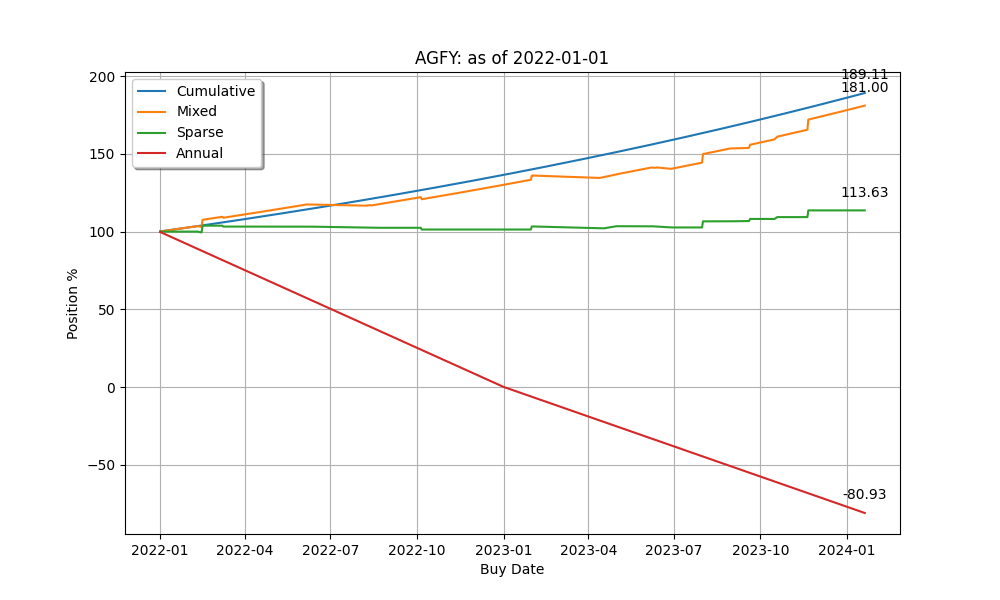 AGFY: as of 2022-01-01
Cumulative
Mixed
Sparse
Annual
189.11
181.00
113.63
-80.93
Position %
200
150
100
50
0
−50
2022-01 2022-04 2022-07 2022-10 2023-01 2023-04 2023-07 2023-10 2024-01
Buy Date